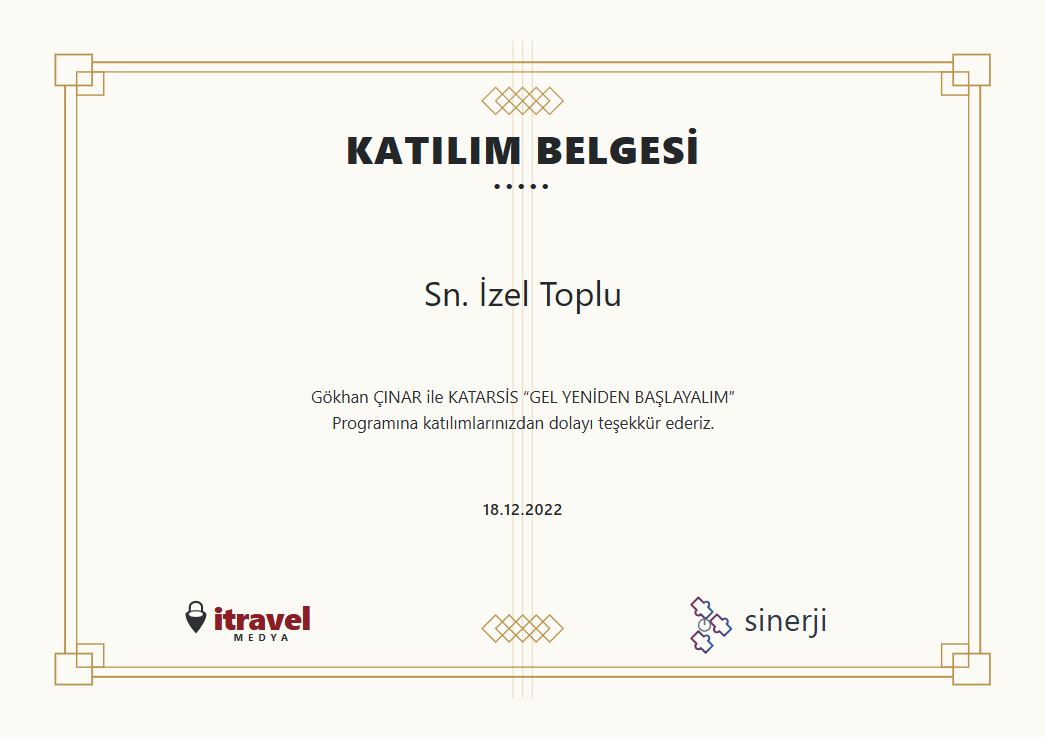 KATILIM BELGESİ
Sn. İzel Toplu
Gökhan ÇINAR ile KATARSİS “GEL YENİDEN BAŞLAYALIM”
Programına katılımlarınızdan dolayı teşekkür ederiz.
18.12.2022
itravel
MEDYA
sinerji